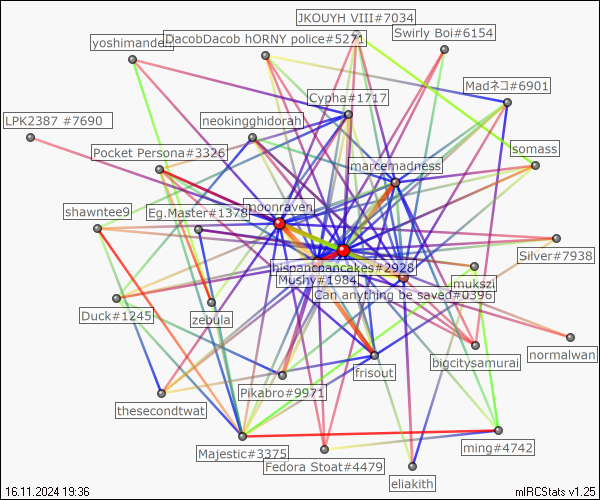 JKOUYH VIII#7034
Swirly Boi#6154
yoshimande
DacobDacob hORNY police#5271
Madネコ#6901
Cypha#1717
LPK2387 #7690
neokingghidorah
somass
Pocket Persona#3326
marcemadness
shawntee9
Eg.Master#1378
moonraven
Silver#7938
hispancpancakes#2928
Mushy#1984
mukszi
Can anything be saved#0396
Duck#1245
zebula
normalwan
bigcitysamurai
frisout
Pikabro#9971
thesecondtwat
Majestic#3375
ming#4742
Fedora Stoat#4479
eliakith
16.11.2024 19:36
mIRCStats v1.25